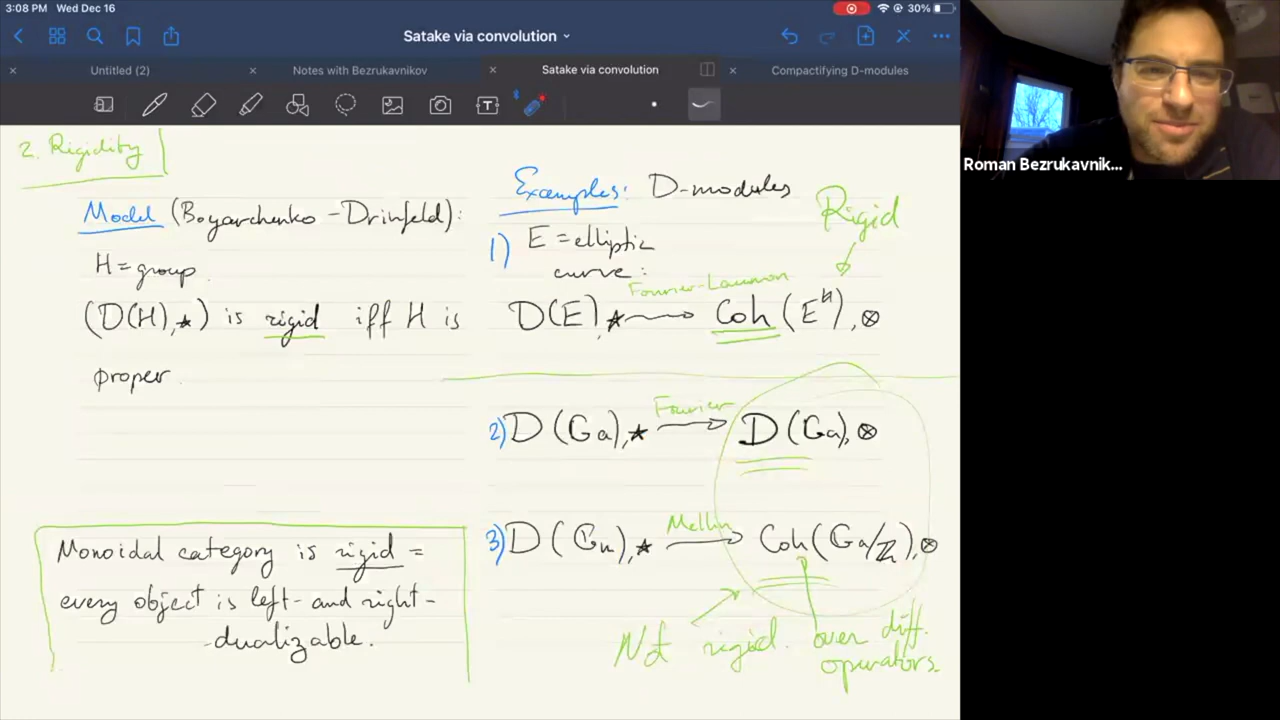 3:08 PM Wed Dec 16
30%
Satake via convolution
Untitled (2)
Notes with Bezrukavnikov
Satake via convolution
Compactifying D-modules
Roman Bezrukavnik...
2. Rigidity
Model (Boyarchenko - Drinfeld):
H = group
(D(H), ★) is rigid iff H is
proper.
Monoidal category is rigid =
every object is left- and right-
-dualizable.
Examples: D-modules
Rigid
1) E = elliptic
curve:
Fourier-Laumon
D(E), ★ → Coh (E^♮), ⊗
Fourier
2) D (Ga), ★ → D (Ga), ⊗
Mellin
3) D (Gm), ★ → Coh (Ga/ℤ), ⊗
Not rigid. over diff.
operators.